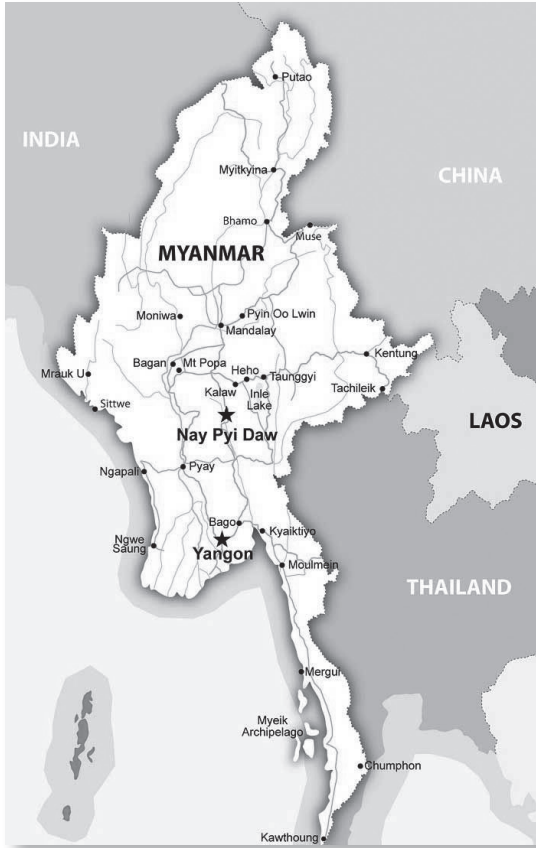 Putao
INDIA
Myitkyina
CHINA
Bhamo
Muse
MYANMAR
Moniwa
Pyin Oo Lwin
Mandalay
Kentung
Bagan
Mt Popa
Heho
Taunggyi
Mrauk U
Kalaw
Inle
Lake
Tachileik
Sittwe
LAOS
Nay Pyi Daw
Pyay
Ngapali
Bago
Kyaiktiyo
Ngwe
Saung
Yangon
Moulmein
THAILAND
Mergui
Myeik
Archipelago
Chumphon
Kawthoung